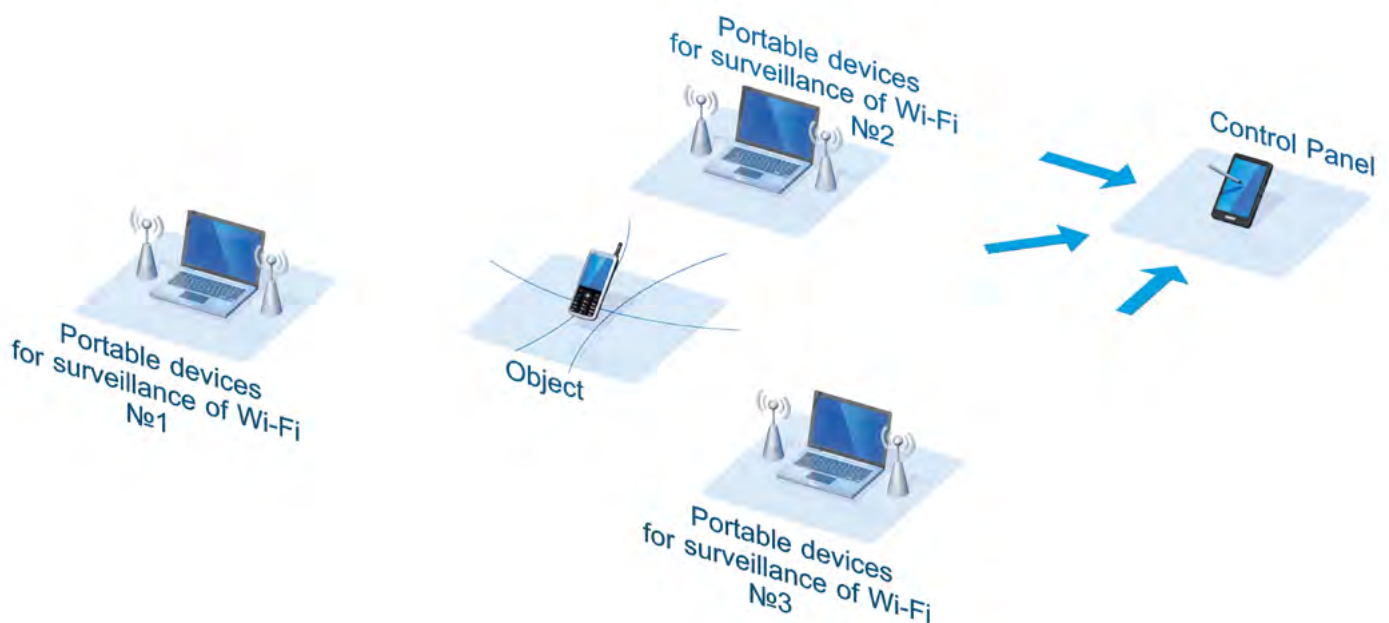 Portable devices
for surveillance of Wi-Fi
№2
Control Panel
Portable devices
for surveillance of Wi-Fi
№1
Object
Portable devices
for surveillance of Wi-Fi
№3